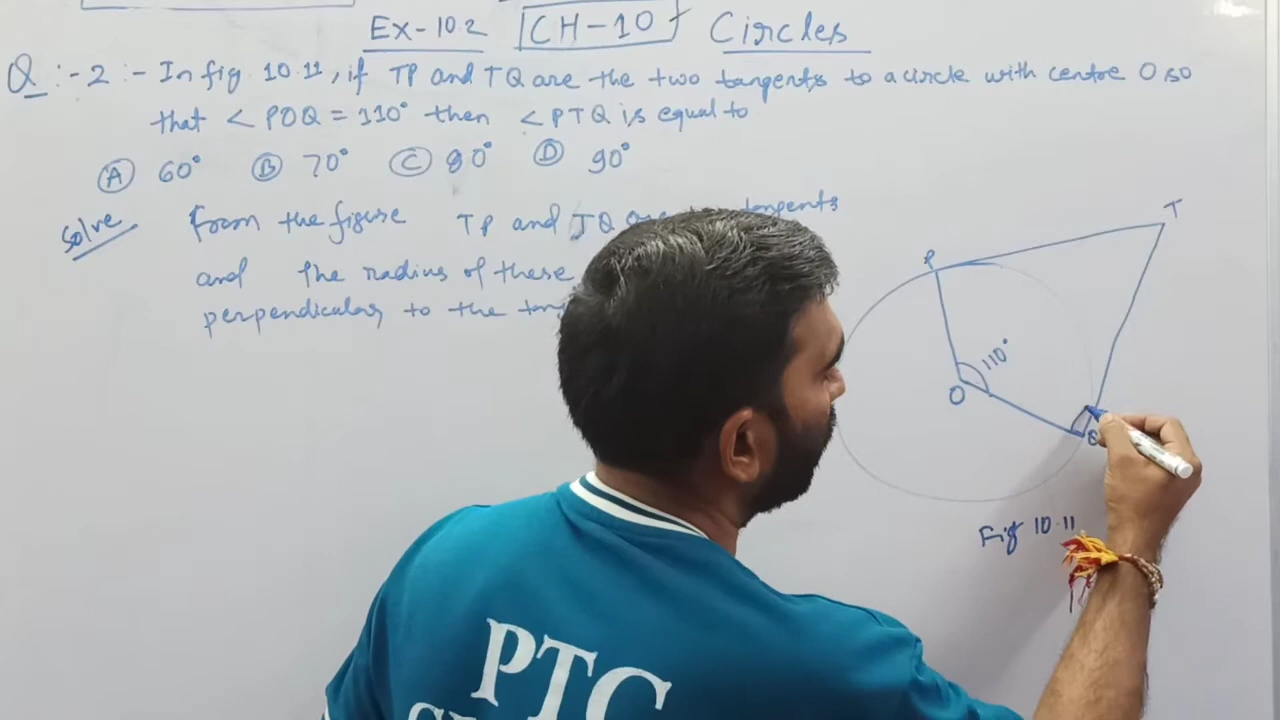 Ex-10.2 CH-10 Circles
Q:-2:- In fig 10.11, if TP and TQ are the two tangents to a circle with centre O so
that ∠POQ = 110° then ∠PTQ is equal to
A 60° B 70° C 80° D 90°
Solve From the figure TP and TQ tangents
and the radius of these
perpendicular to the
T
P
110°
O
Q
Fig 10.11
PTC